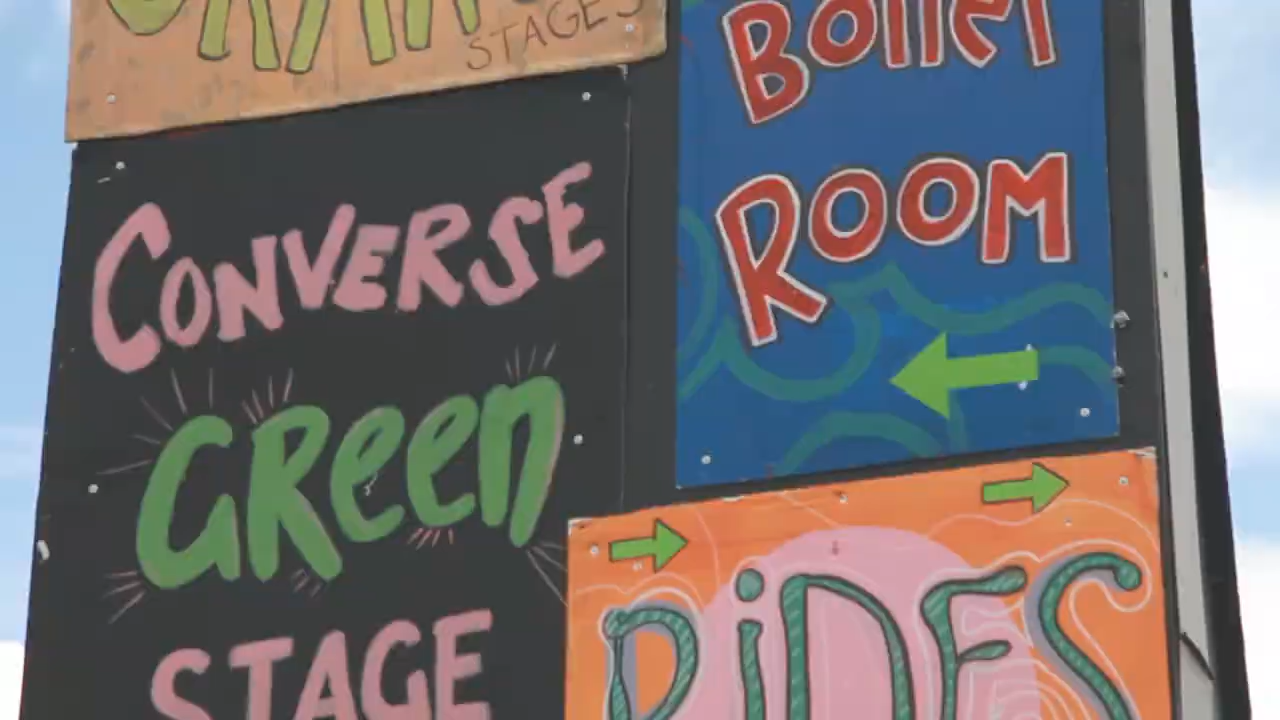 STAGES
CONVERSE
GReen
STAGE
BoileR
ROOM
RiDES